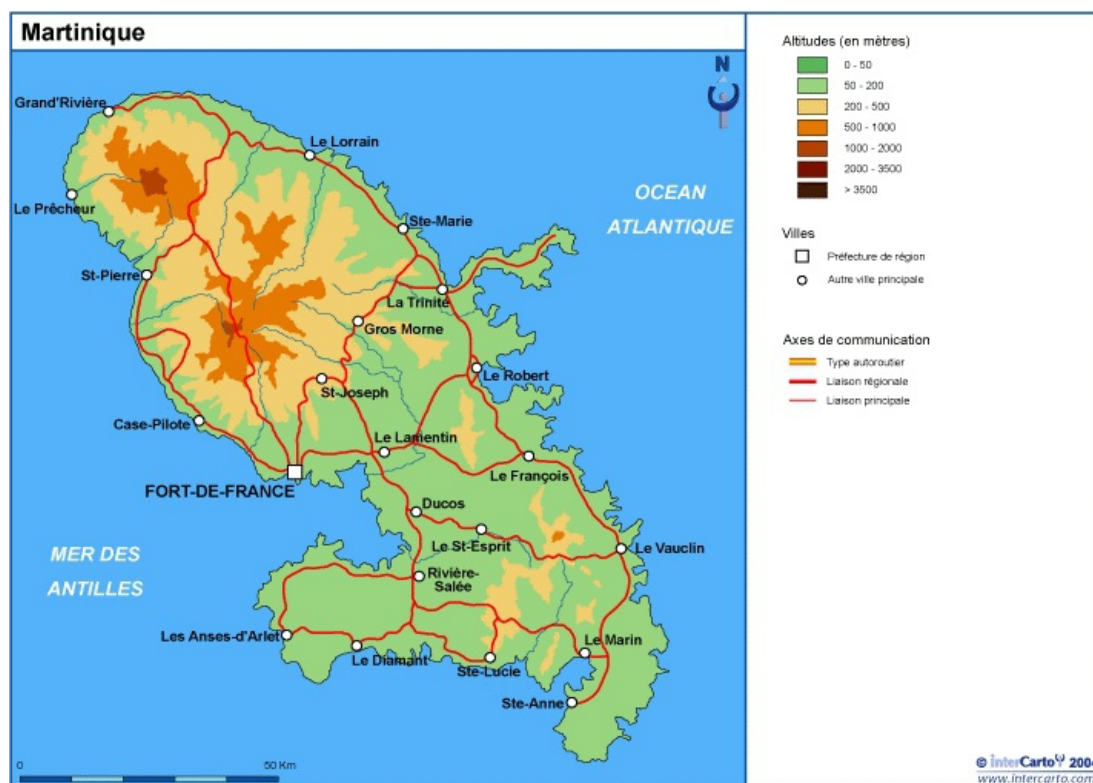 Martinique
N
Grand'Rivière
Le Lorrain
Le Prêcheur
Ste-Marie
OCEAN
ATLANTIQUE
St-Pierre
La Trinité
Gros Morne
Le Robert
St-Joseph
Case-Pilote
Le Lamentin
Le François
FORT-DE-FRANCE
Ducos
Le St-Esprit
Le Vauclin
MER DES
ANTILLES
Rivière-
Salée
Les Anses-d'Arlet
Le Diamant
Ste-Lucie
Le Marin
Ste-Anne
0
50 Km
Altitudes (en mètres)
0 - 50
50 - 200
200 - 500
500 - 1000
1000 - 2000
2000 - 3500
> 3500
Villes
Préfecture de région
Autre ville principale
Axes de communication
Type autoroutier
Liaison régionale
Liaison principale
© interCarto 2004
www.intercarto.com